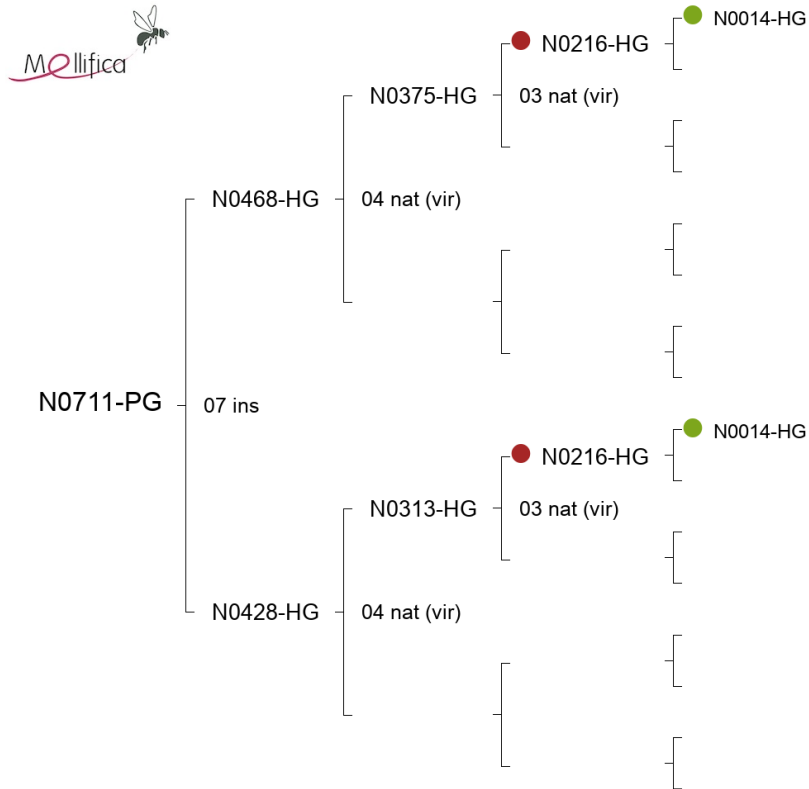 Mellifica
N0014-HG
N0216-HG
N0375-HG
03 nat (vir)
N0468-HG
04 nat (vir)
N0711-PG
07 ins
N0014-HG
N0216-HG
N0313-HG
03 nat (vir)
N0428-HG
04 nat (vir)